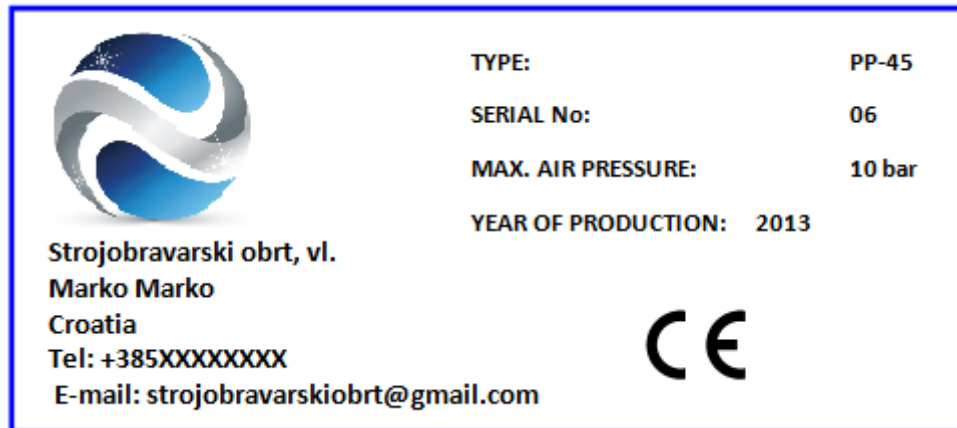 TYPE: PP-45
SERIAL No: 06
MAX. AIR PRESSURE: 10 bar
YEAR OF PRODUCTION: 2013
Strojobravarski obrt, vl.
Marko Marko
Croatia
Tel: +385XXXXXXXX
E-mail: strojobravarskiobrt@gmail.com
CE